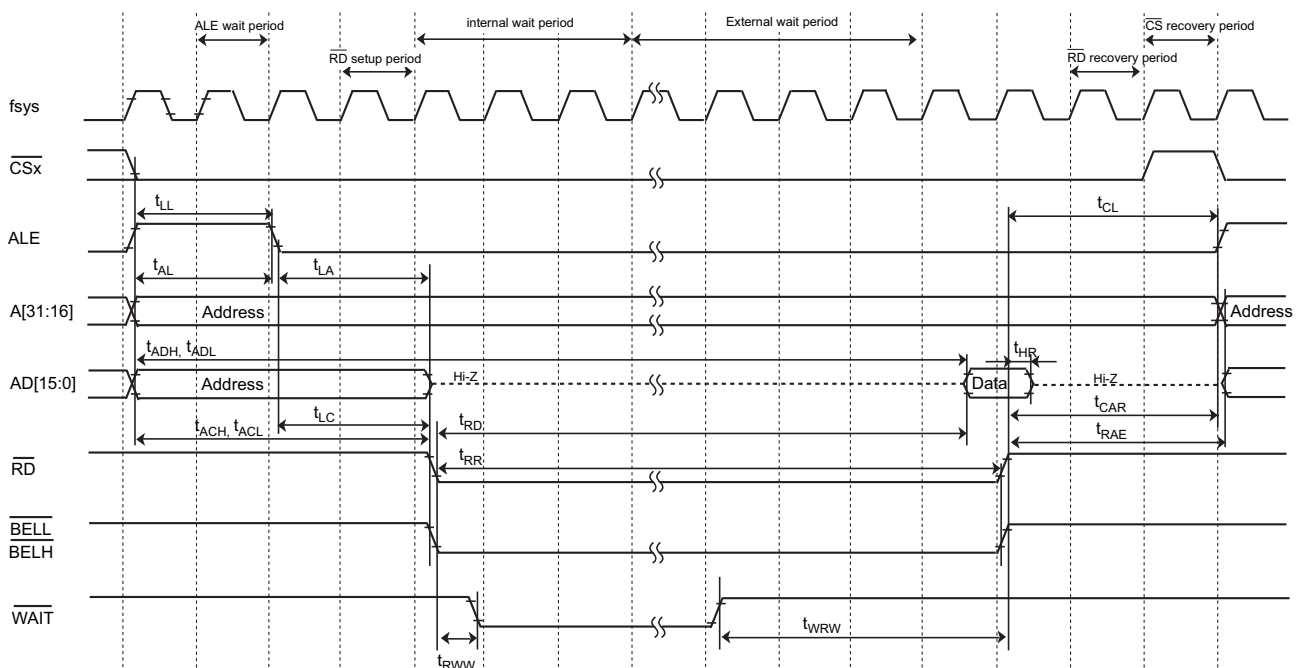 ALE wait period
internal wait period
External wait period
CS recovery period
RD setup period
RD recovery period
fsys
CSx
tLL
tCL
ALE
tAL
tLA
A[31:16]
Address
Address
tADH, tADL
tHR
AD[15:0]
Address
Hi-Z
Data
Hi-Z
tLC
tCAR
tACH, tACL
tRD
tRAE
RD
tRR
BELL
BELH
WAIT
tWRW
tRWW